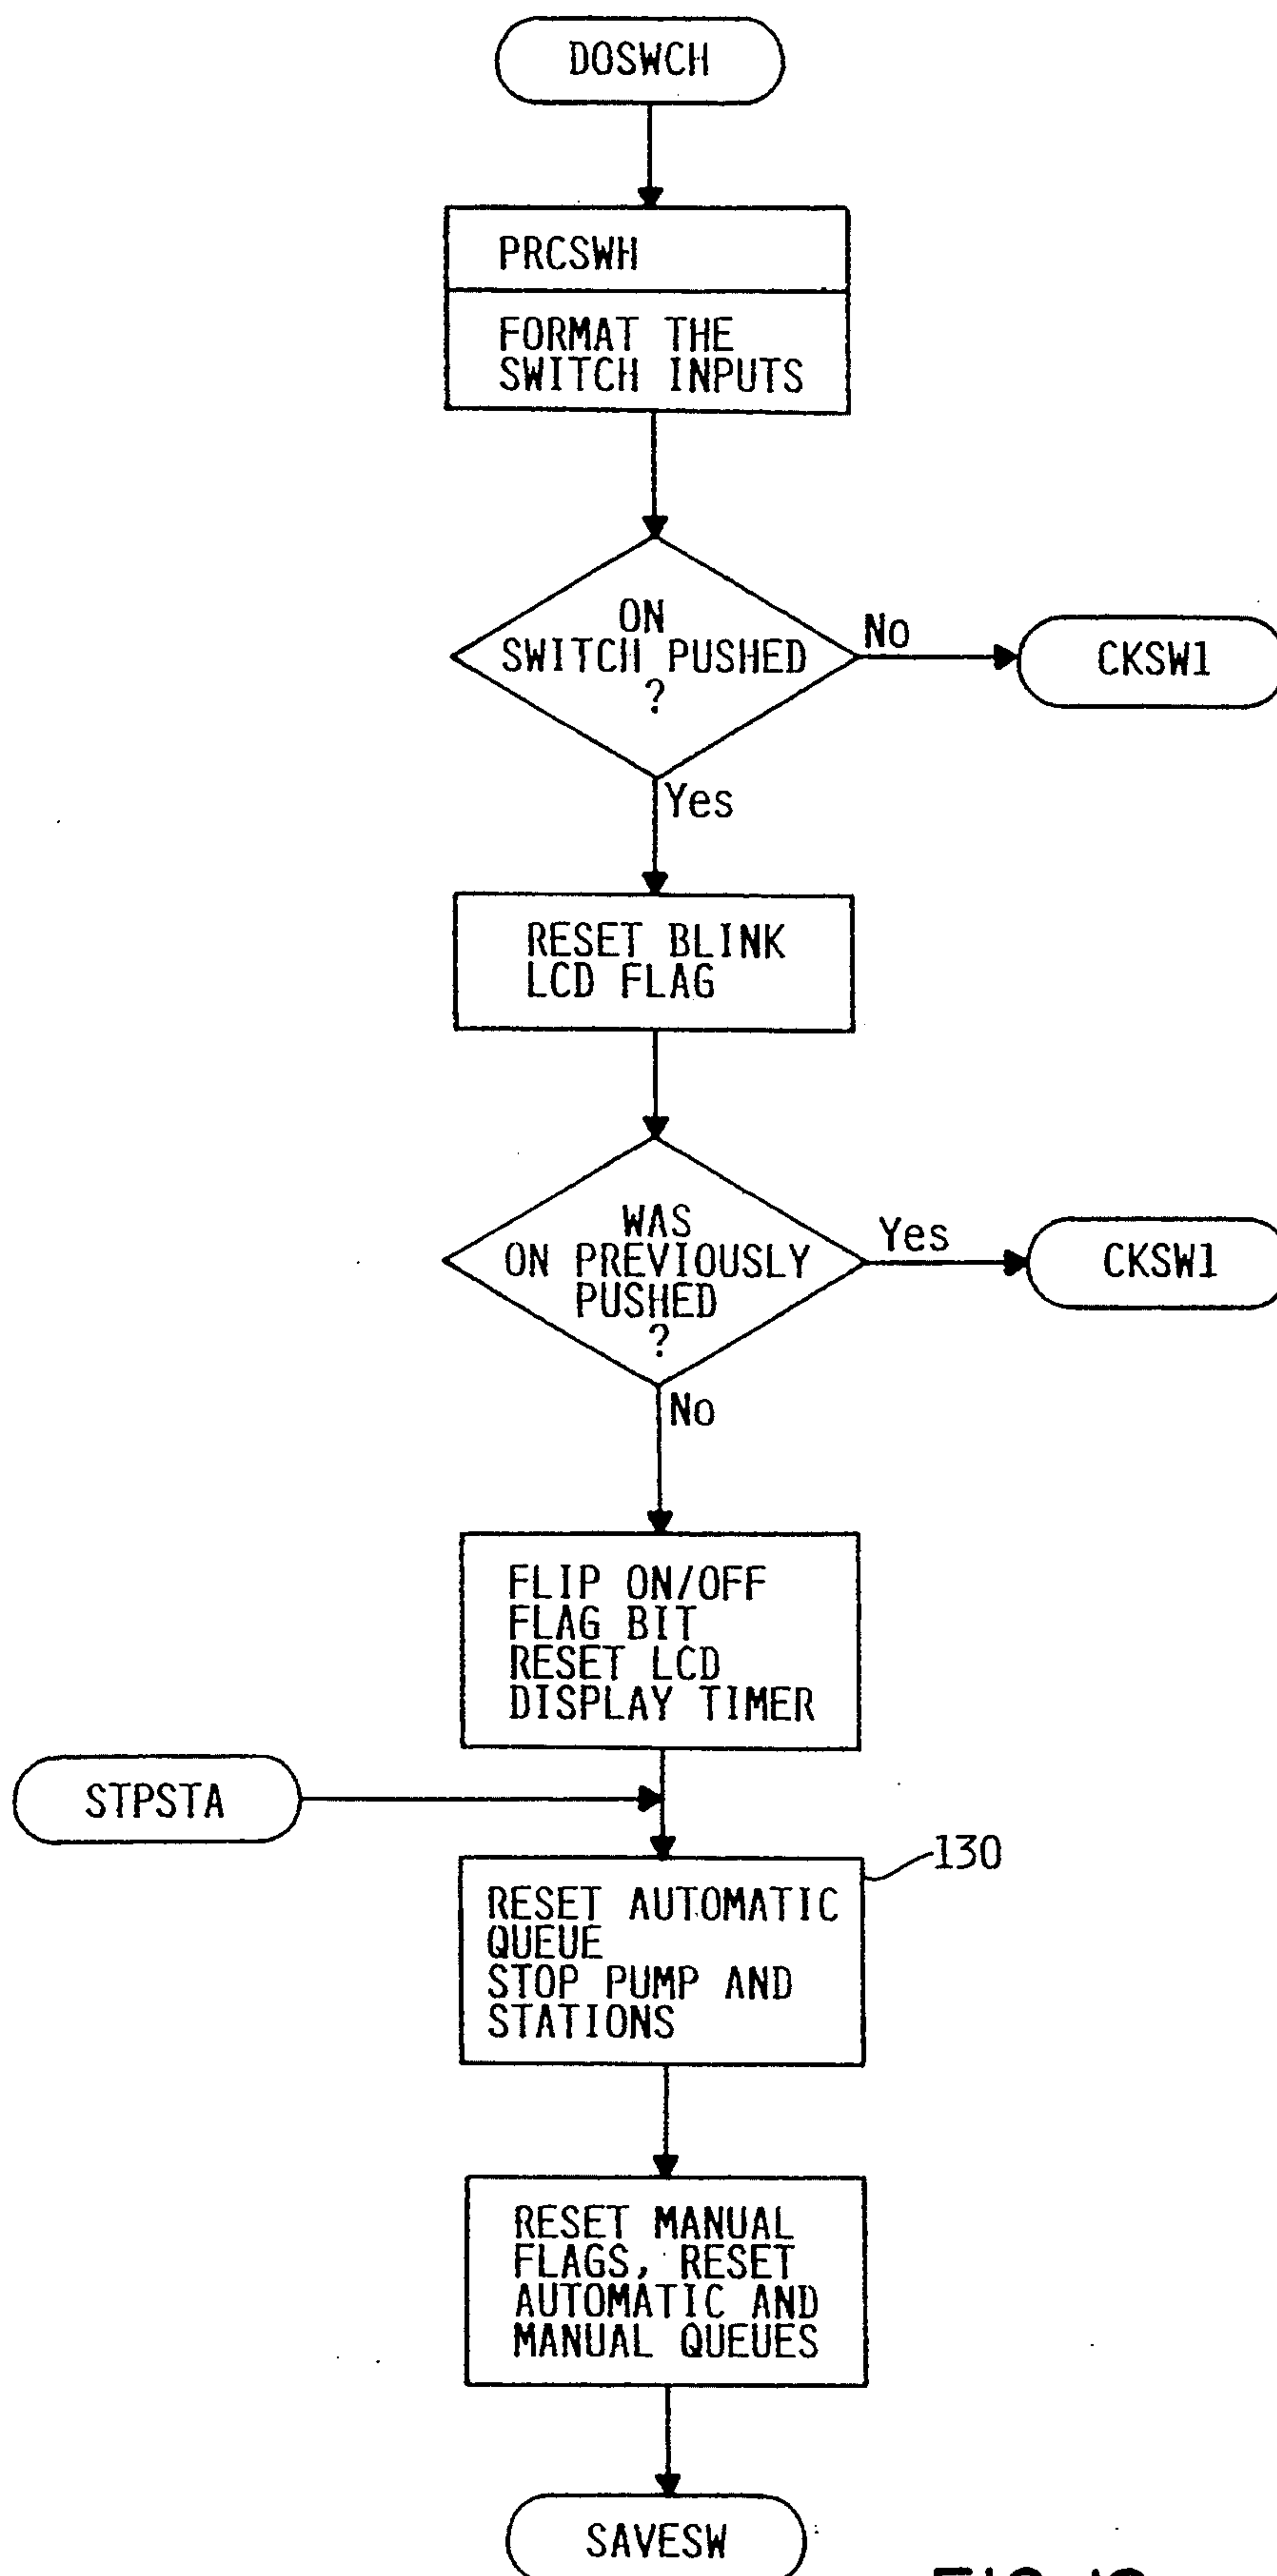 DOSWCH
PRCSWH
FORMAT THE
SWITCH INPUTS
ON
SWITCH PUSHED
?
No
CKSW1
Yes
RESET BLINK
LCD FLAG
WAS
ON PREVIOUSLY
PUSHED
?
Yes
CKSW1
No
FLIP ON/OFF
FLAG BIT
RESET LCD
DISPLAY TIMER
STPSTA
130
RESET AUTOMATIC
QUEUE
STOP PUMP AND
STATIONS
RESET MANUAL
FLAGS, RESET
AUTOMATIC AND
MANUAL QUEUES
SAVESW